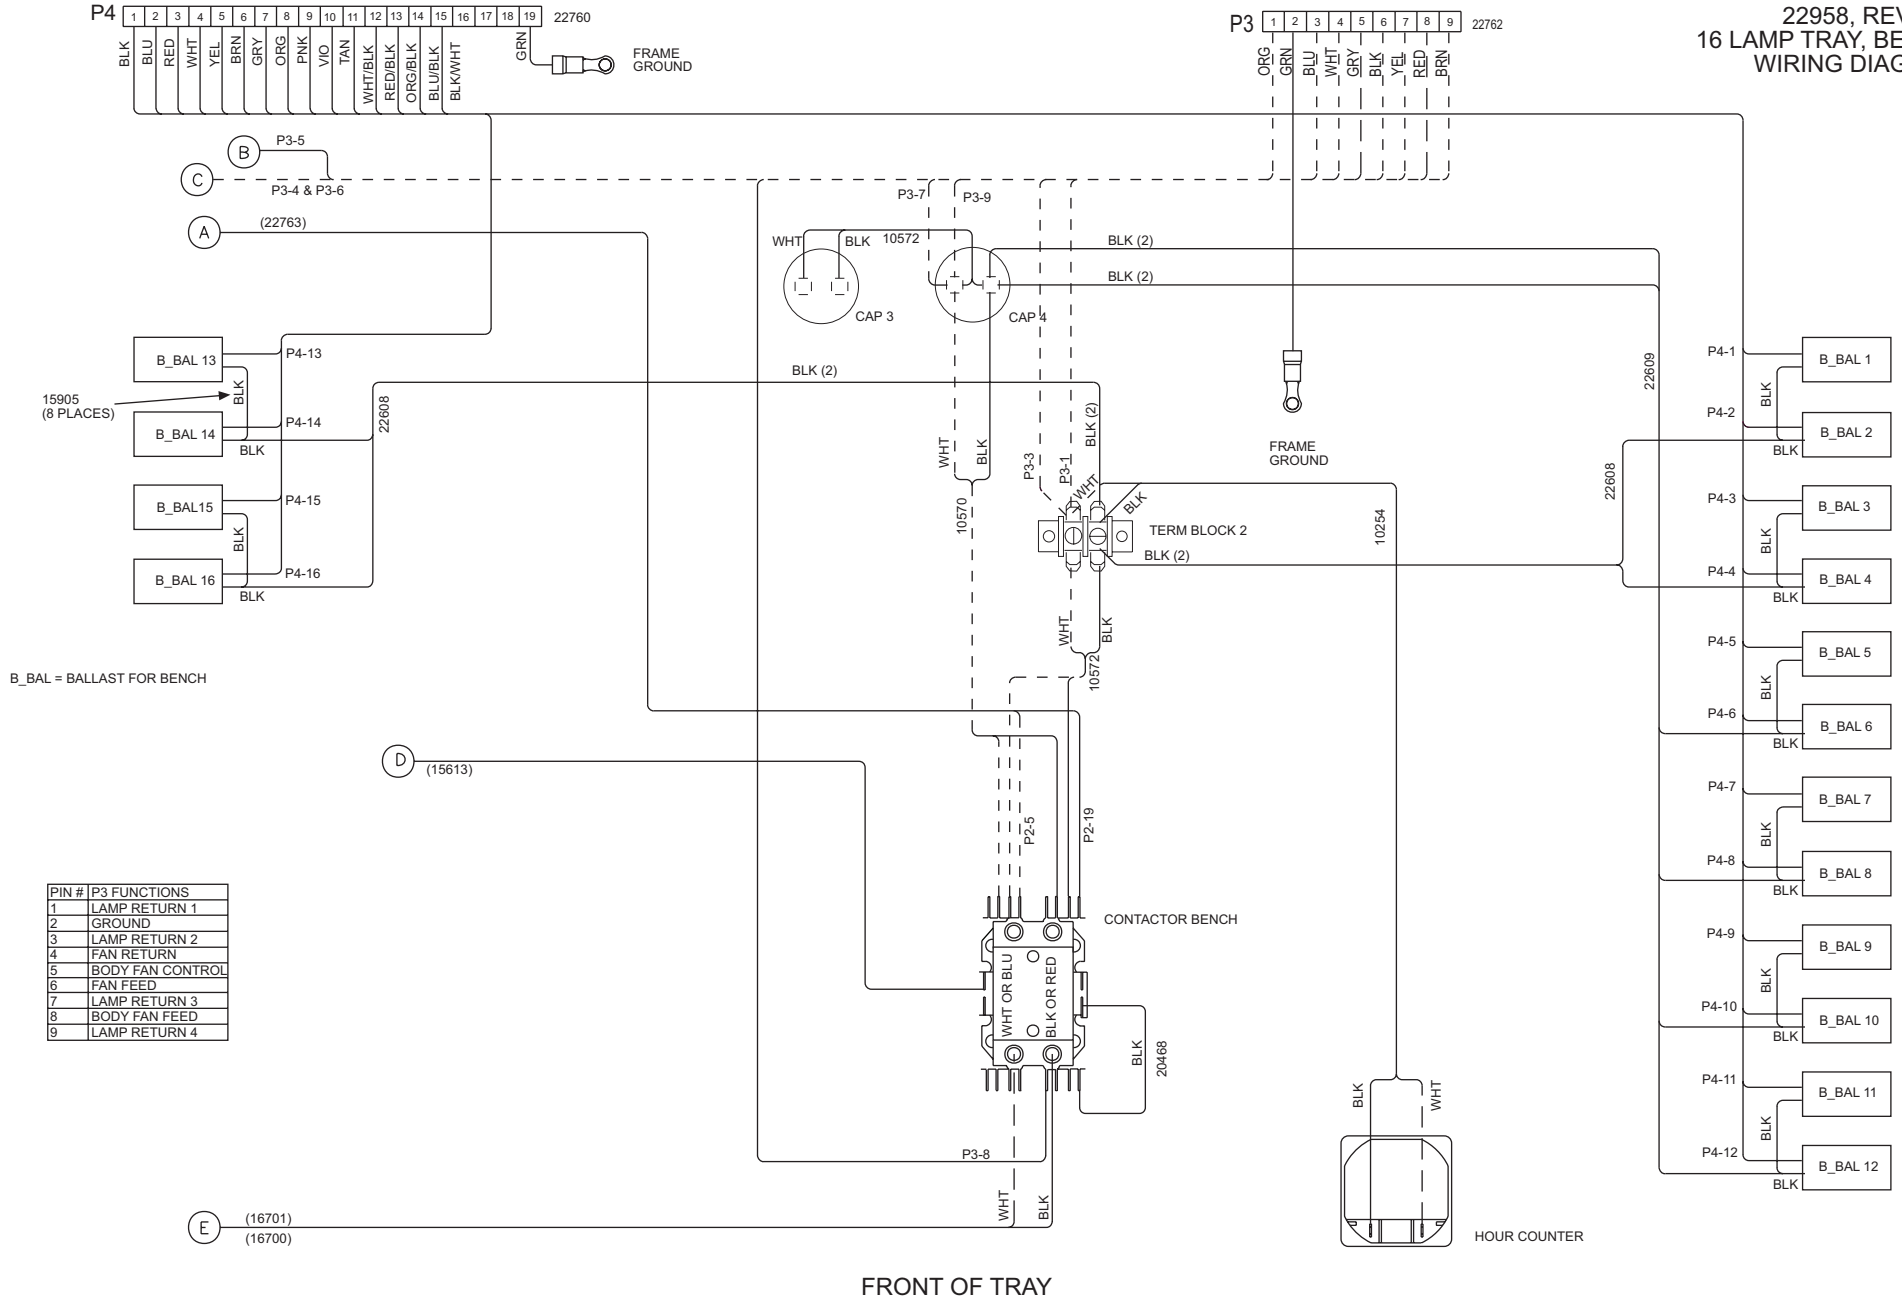 P4
1 2 3 4 5 6 7 8 9 10 11 12 13 14 15 16 17 18 19
22760
BLK
BLU
RED
WHT
YEL
BRN
GRY
ORG
PNK
VIO
TAN
WHT/BLK
RED/BLK
ORG/BLK
BLU/BLK
BLK/WHT
GRN
FRAME
GROUND
P3
1 2 3 4 5 6 7 8 9
22762
ORG
GRN
BLU
WHT
GRY
BLK
YEL
RED
BRN
22958, REV
16 LAMP TRAY, BE
WIRING DIAG
B
P3-5
C
P3-4 & P3-6
A
(22763)
P3-7
P3-9
WHT
BLK
10572
BLK (2)
BLK (2)
CAP 3
CAP 4
B_BAL 13
P4-13
BLK
15905
(8 PLACES)
B_BAL 14
P4-14
BLK
22608
B_BAL15
P4-15
BLK
B_BAL 16
P4-16
BLK
BLK (2)
BLK (2)
WHT
BLK
P3-3
P3-1
WHT
BLK
10570
TERM BLOCK 2
BLK (2)
FRAME
GROUND
10254
22608
22609
WHT
BLK
10572
P4-1
B_BAL 1
BLK
P4-2
B_BAL 2
BLK
P4-3
B_BAL 3
BLK
P4-4
B_BAL 4
BLK
P4-5
B_BAL 5
BLK
P4-6
B_BAL 6
BLK
P4-7
B_BAL 7
BLK
P4-8
B_BAL 8
BLK
P4-9
B_BAL 9
BLK
P4-10
B_BAL 10
BLK
P4-11
B_BAL 11
BLK
P4-12
B_BAL 12
BLK
B_BAL = BALLAST FOR BENCH
D
(15613)
P2-5
P2-19
CONTACTOR BENCH
WHT OR BLU
BLK OR RED
BLK
20468
PIN # P3 FUNCTIONS
1 LAMP RETURN 1
2 GROUND
3 LAMP RETURN 2
4 FAN RETURN
5 BODY FAN CONTROL
6 FAN FEED
7 LAMP RETURN 3
8 BODY FAN FEED
9 LAMP RETURN 4
P3-8
WHT
BLK
E
(16701)
(16700)
BLK
WHT
HOUR COUNTER
FRONT OF TRAY